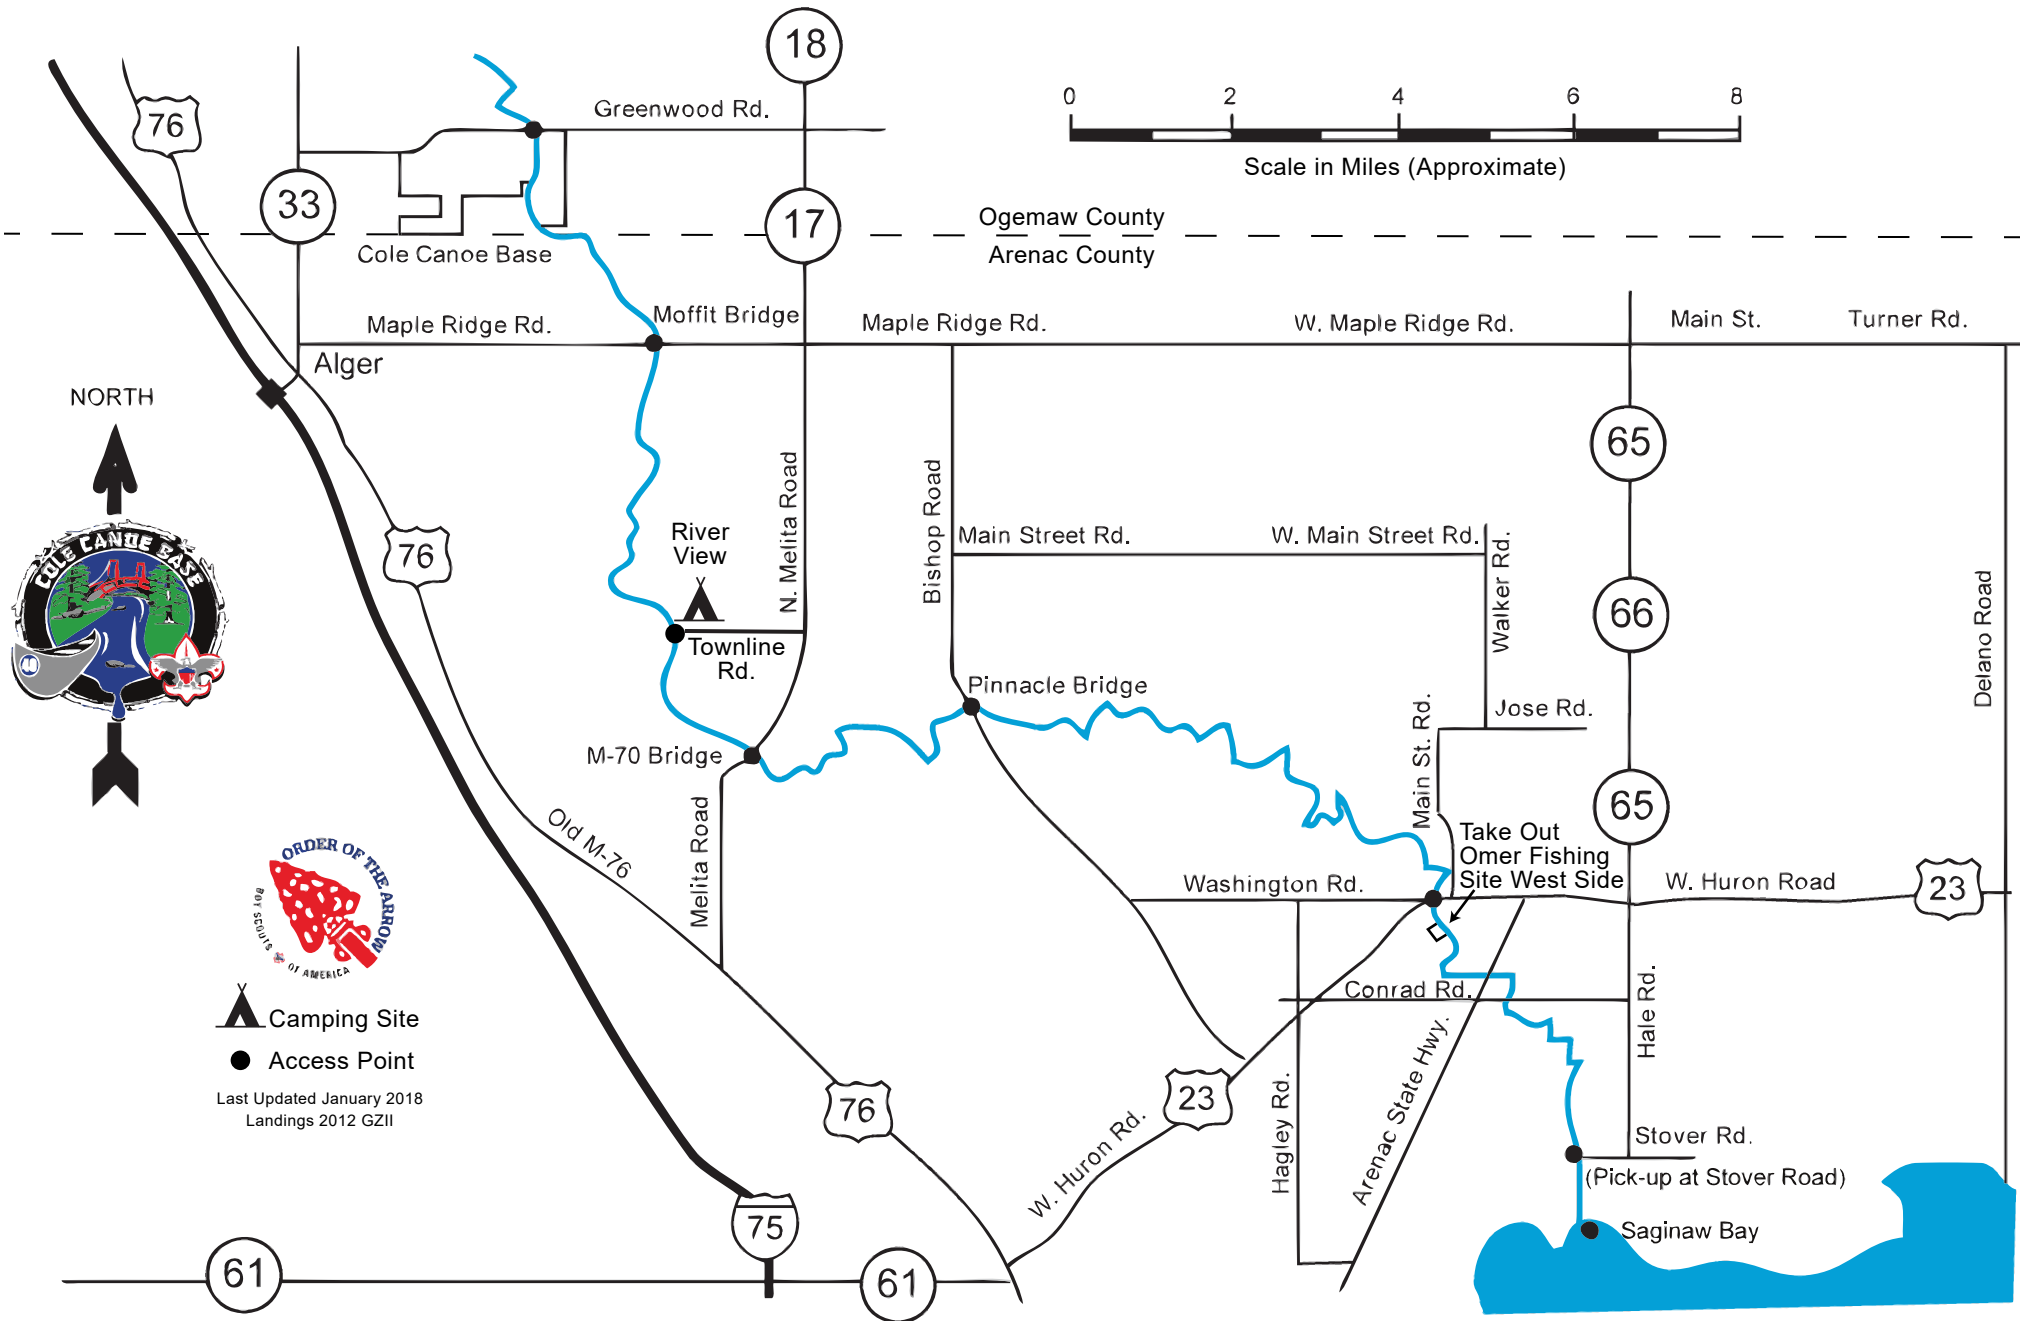 18
0 2 4 6 8
Greenwood Rd.
76
Scale in Miles (Approximate)
33
17
Ogemaw County
Cole Canoe Base
Arenac County
Maple Ridge Rd.
Moffit Bridge
Maple Ridge Rd.
W. Maple Ridge Rd.
Main St.
Turner Rd.
Alger
NORTH
65
N. Melita Road
Bishop Road
76
River
View
Main Street Rd.
W. Main Street Rd.
Walker Rd.
COLE CANOE BASE
66
Delano Road
Townline
Rd.
Pinnacle Bridge
Jose Rd.
M-70 Bridge
Main St. Rd.
65
Old M-76
Melita Road
Take Out
Omer Fishing
Site West Side
ORDER OF THE ARROW
BOY SCOUTS OF AMERICA
Washington Rd.
W. Huron Road
23
Conrad Rd.
Hale Rd.
Camping Site
Access Point
Last Updated January 2018
Landings 2012 GZII
76
23
Hagley Rd.
Arenac State Hwy.
W. Huron Rd.
Stover Rd.
(Pick-up at Stover Road)
75
Saginaw Bay
61
61